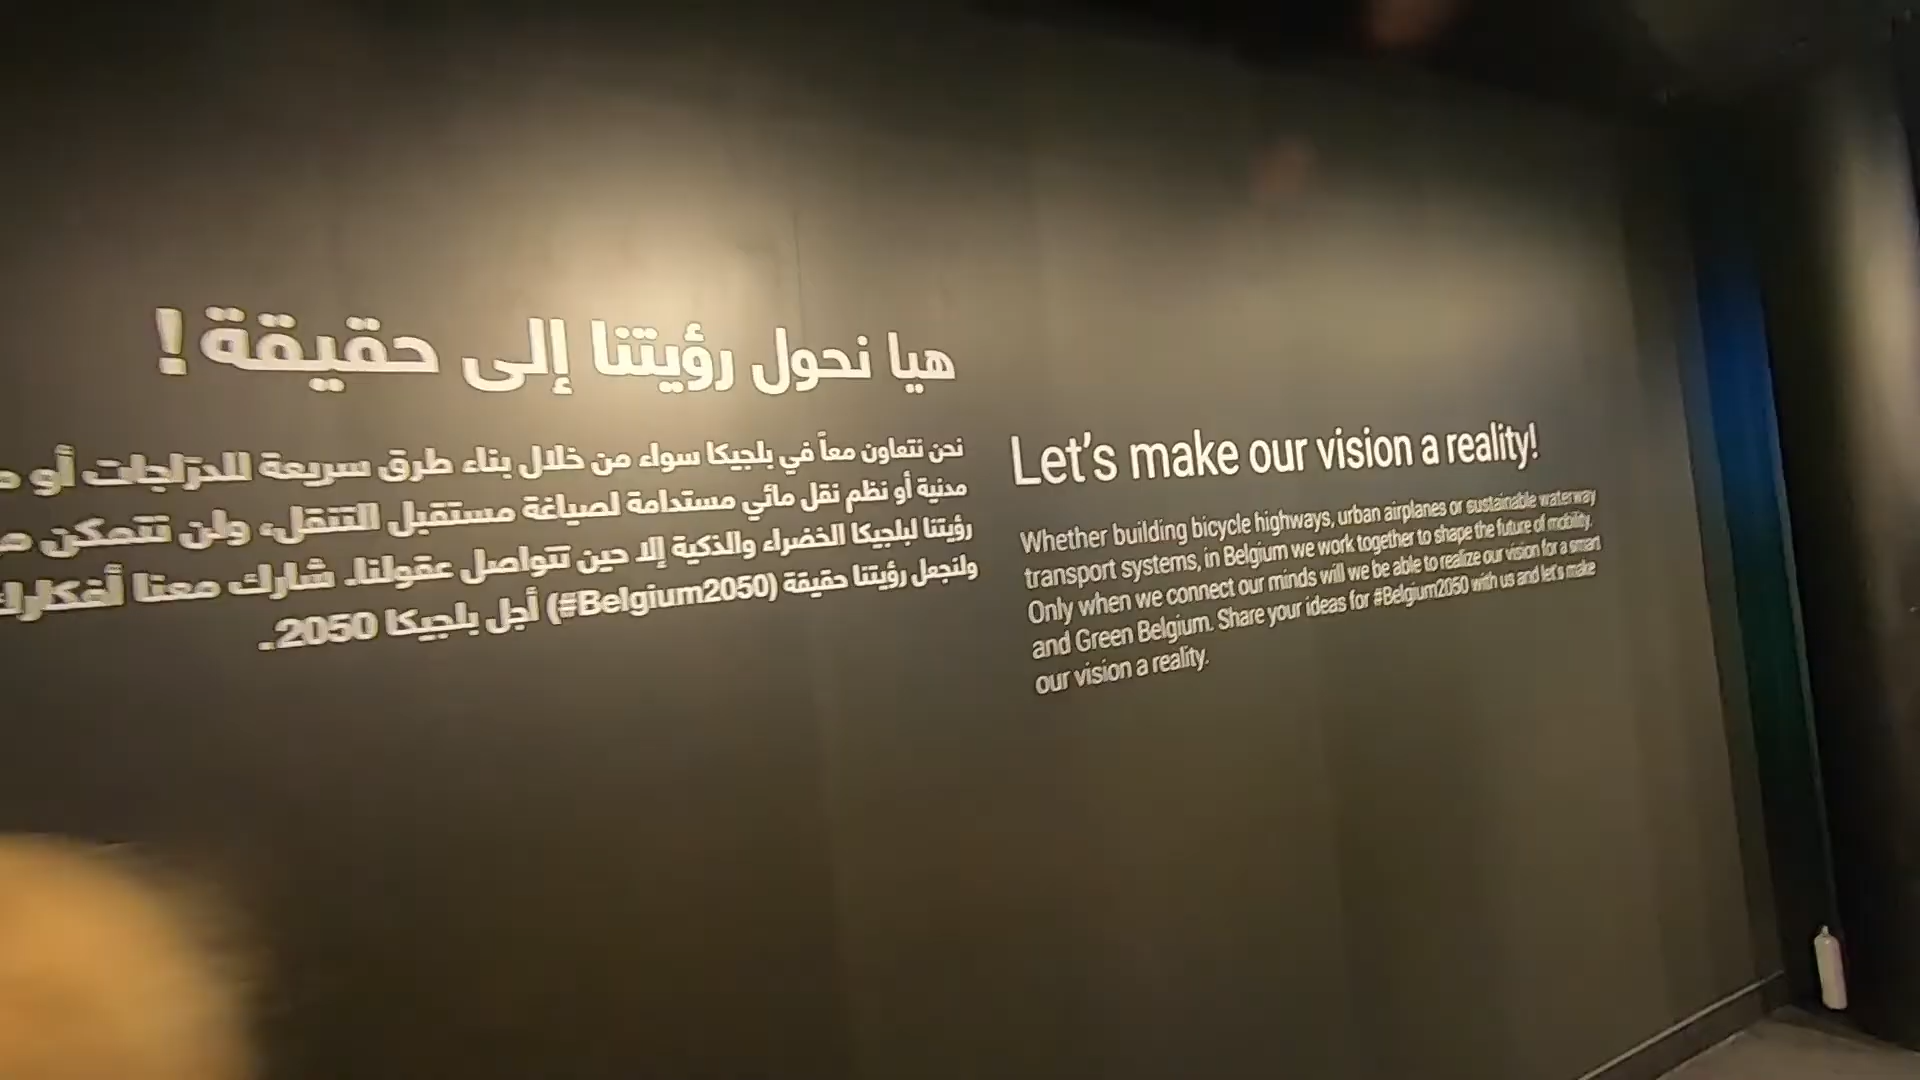 هيا نحول رؤيتنا إلى حقيقة!
نحن نتعاون معاً في بلجيكا سواء من خلال بناء طرق سريعة للدرّاجات أو
مدنية أو نظم نقل مائي مستدامة لصياغة مستقبل التنقل، ولن نتمكن
رؤيتنا لبلجيكا الخضراء والذكية إلا حين تتواصل عقولنا. شارك معنا أفكارك
ولنجعل رؤيتنا حقيقة (#Belgium2050) أجل بلجيكا 2050.
Let's make our vision a reality!
Whether building bicycle highways, urban airplanes or sustainable waterway
transport systems, in Belgium we work together to shape the future of mobility.
Only when we connect our minds will we be able to realize our vision for a smart
and Green Belgium. Share your ideas for #Belgium2050 with us and let's make
our vision a reality.